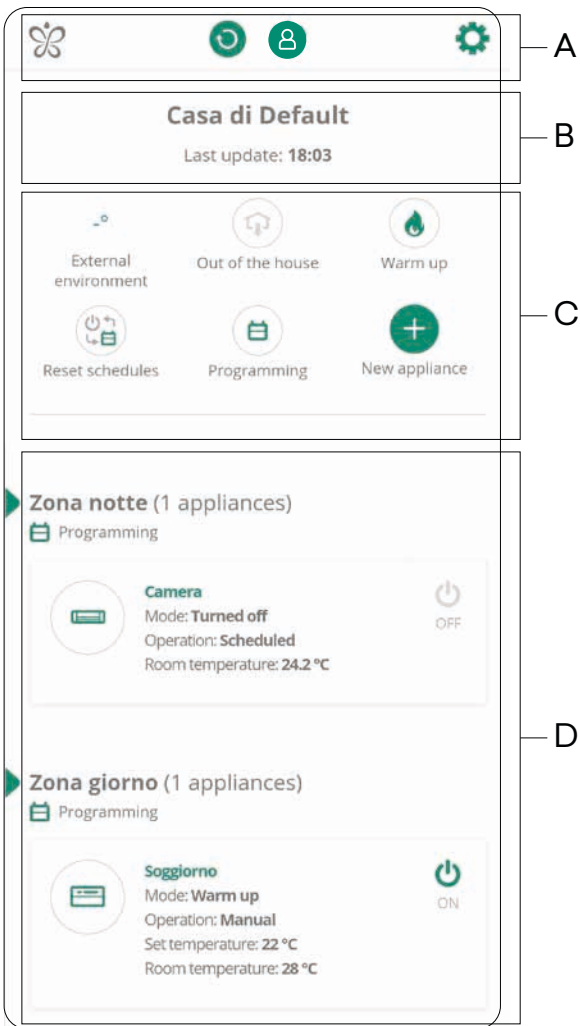 A
Casa di Default
Last update: 18:03
B
-°
External
environment
Out of the house
Warm up
C
Reset schedules
Programming
New appliance
Zona notte (1 appliances)
Programming
Camera
Mode: Turned off
Operation: Scheduled
Room temperature: 24.2 °C
OFF
D
Zona giorno (1 appliances)
Programming
Soggiorno
Mode: Warm up
Operation: Manual
Set temperature: 22 °C
Room temperature: 28 °C
ON